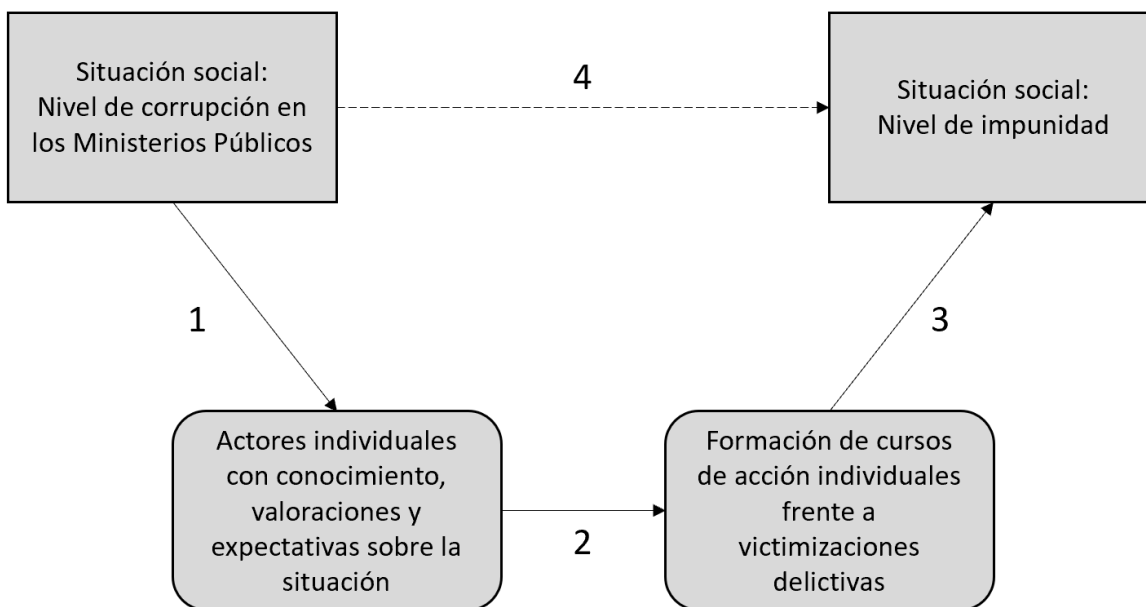 Situación social:
Nivel de corrupción en
los Ministerios Públicos
4
Situación social:
Nivel de impunidad
1
3
Actores individuales
con conocimiento,
valoraciones y
expectativas sobre la
situación
2
Formación de cursos
de acción individuales
frente a
victimizaciones
delictivas